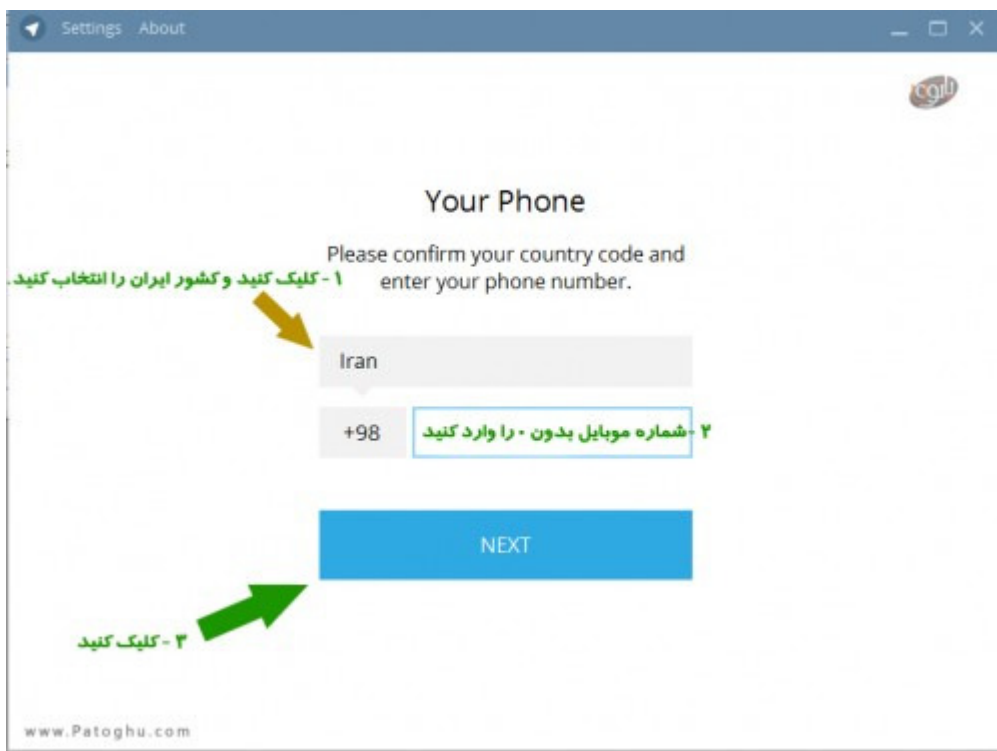 Settings About
Your Phone
Please confirm your country code and
enter your phone number.
۱ - کلیک کنید و کشور ایران را انتخاب کنید.
Iran
+98
۲ -شماره موبایل بدون ۰ را وارد کنید
NEXT
۳ - کلیک کنید
www.Patoghu.com